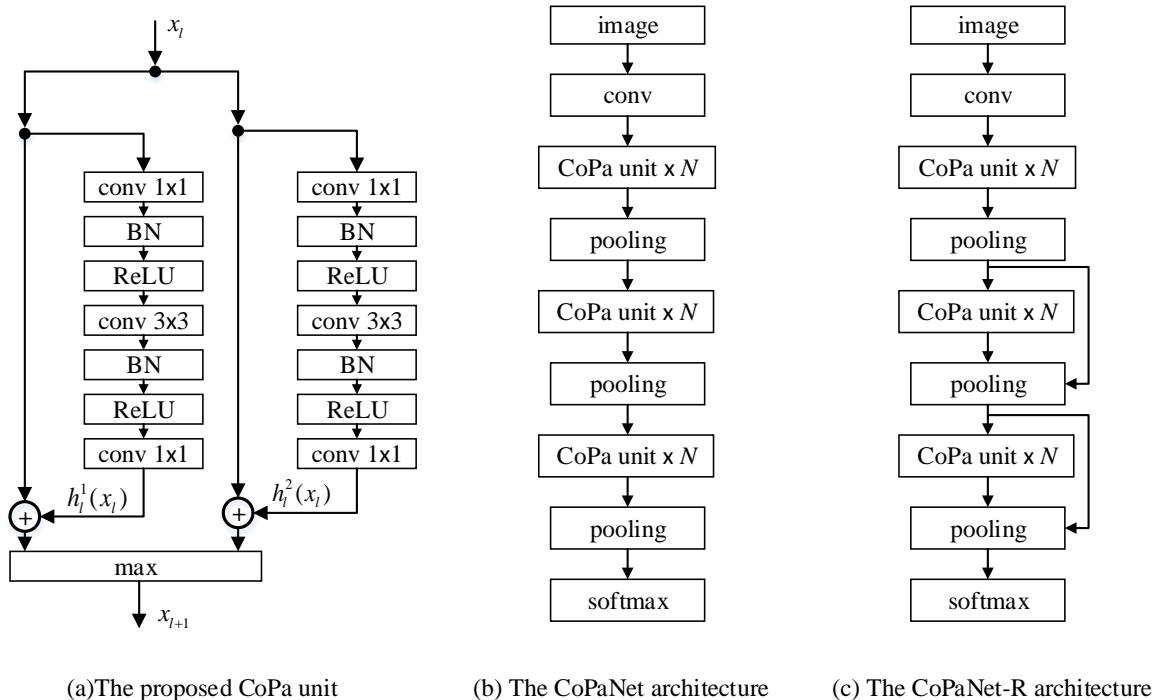 x_l
conv 1x1
BN
ReLU
conv 3x3
BN
ReLU
conv 1x1
h_l^1(x_l)
+
conv 1x1
BN
ReLU
conv 3x3
BN
ReLU
conv 1x1
h_l^2(x_l)
+
max
x_{l+1}
(a)The proposed CoPa unit
image
conv
CoPa unit x N
pooling
CoPa unit x N
pooling
CoPa unit x N
pooling
softmax
(b) The CoPaNet architecture
image
conv
CoPa unit x N
pooling
CoPa unit x N
pooling
CoPa unit x N
pooling
softmax
(c) The CoPaNet-R architecture